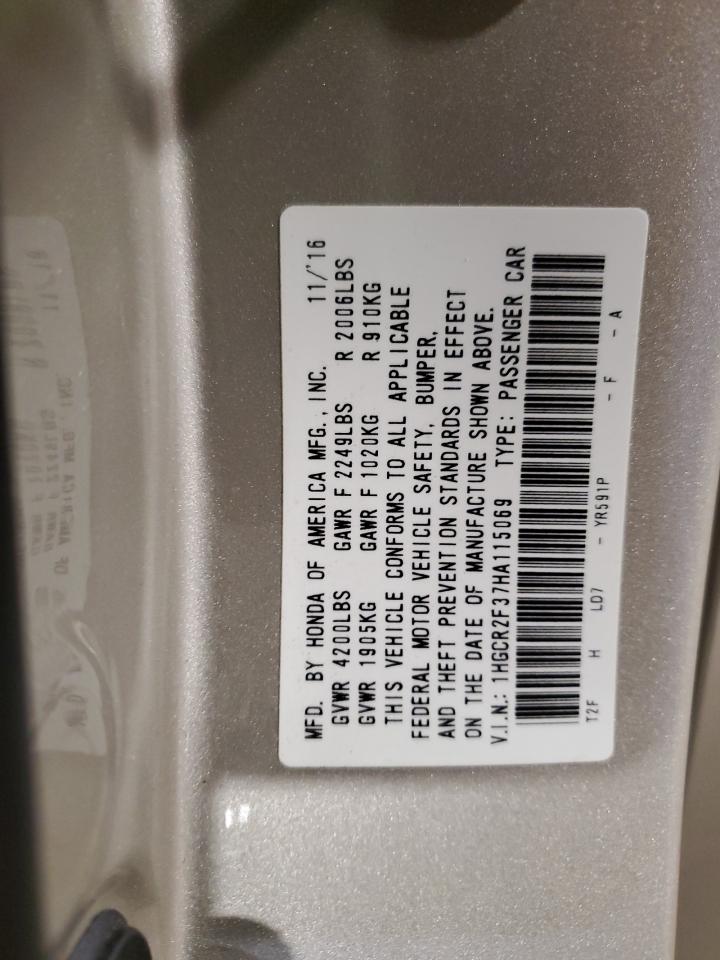 MFD. BY HONDA OF AMERICA MFG., INC. 11/'16
GVWR 4200LBS GAWR F 2249LBS R 2006LBS
GVWR 1905KG GAWR F 1020KG R 910KG
THIS VEHICLE CONFORMS TO ALL APPLICABLE
FEDERAL MOTOR VEHICLE SAFETY, BUMPER,
AND THEFT PREVENTION STANDARDS IN EFFECT
ON THE DATE OF MANUFACTURE SHOWN ABOVE.
V.I.N.: 1HGCR2F37HA115069 TYPE: PASSENGER CAR
T2F H LD7 - YR591P - F - A